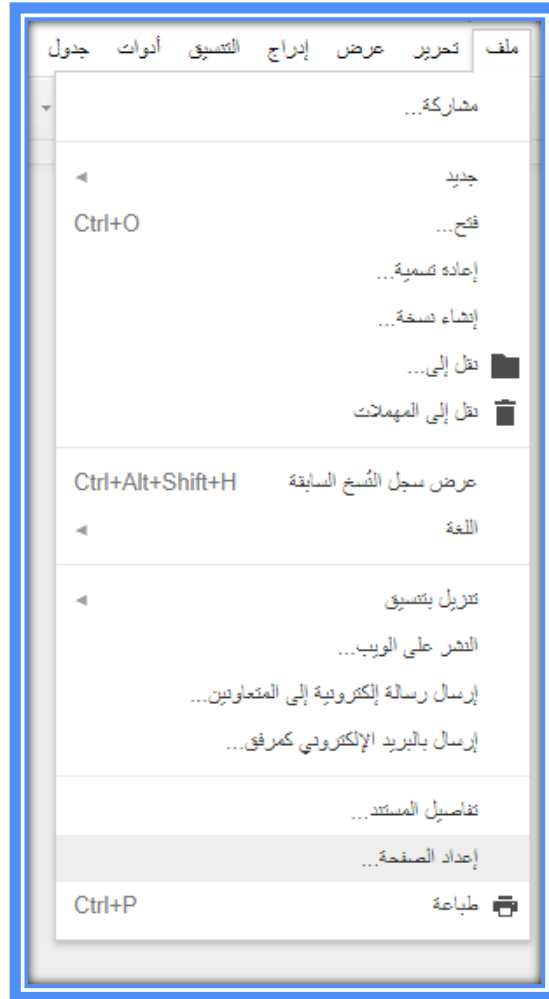 ملف تحرير عرض إدراج التنسيق أدوات جدول
مشاركة...
جديد
فتح... Ctrl+O
إعادة تسمية...
إنشاء نسخة...
نقل إلى...
نقل إلى المهملات
عرض سجل النُسخ السابقة Ctrl+Alt+Shift+H
اللغة
تنزيل بتنسيق
النشر على الويب...
إرسال رسالة إلكترونية إلى المتعاونين...
إرسال بالبريد الإلكتروني كمرفق...
تفاصيل المستند...
إعداد الصفحة...
طباعة Ctrl+P